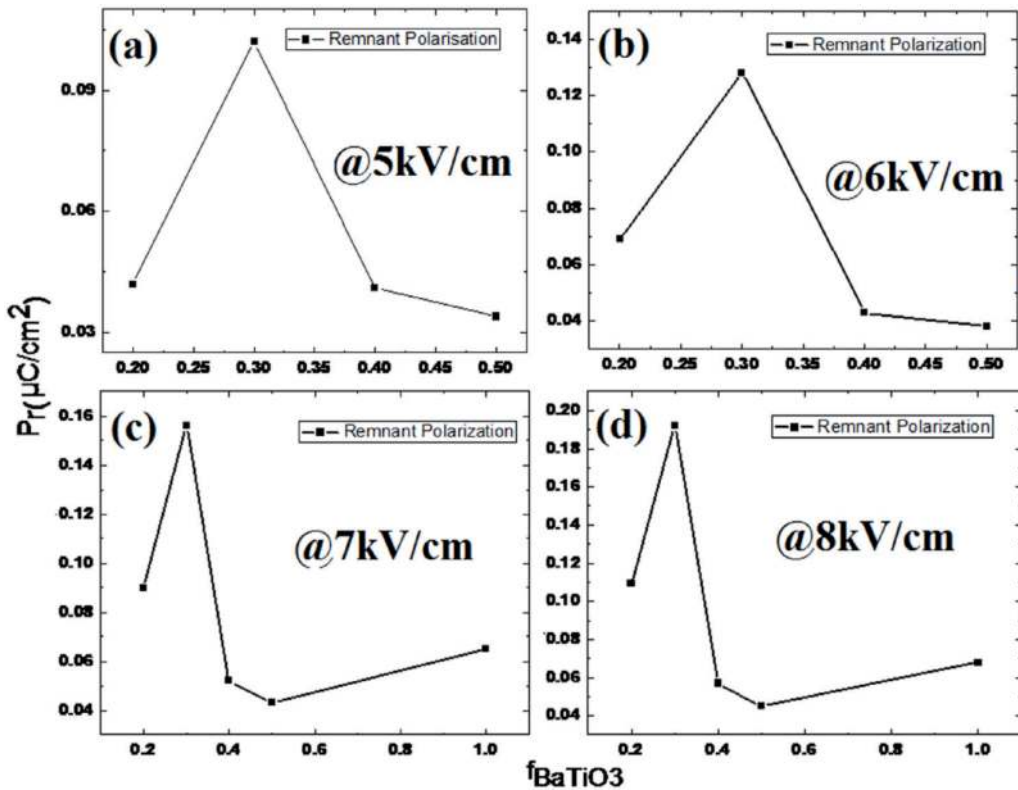 (a)
Remnant Polarisation
@5kV/cm
0.09
0.06
0.03
0.20 0.25 0.30 0.35 0.40 0.45 0.50
(b)
Remnant Polarization
@6kV/cm
0.14
0.12
0.10
0.08
0.06
0.04
0.20 0.25 0.30 0.35 0.40 0.45 0.50
Pr(μC/cm²)
(c)
Remnant Polarization
@7kV/cm
0.16
0.14
0.12
0.10
0.08
0.06
0.04
0.2 0.4 0.6 0.8 1.0
(d)
Remnant Polarization
@8kV/cm
0.20
0.18
0.16
0.14
0.12
0.10
0.08
0.06
0.04
0.2 0.4 0.6 0.8 1.0
fBaTiO3